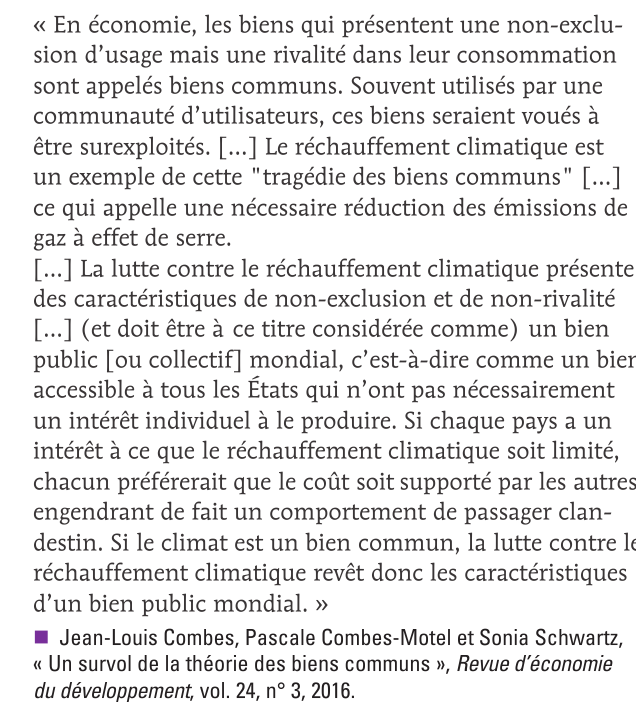 « En économie, les biens qui présentent une non-exclu-
sion d'usage mais une rivalité dans leur consommation
sont appelés biens communs. Souvent utilisés par une
communauté d'utilisateurs, ces biens seraient voués à
être surexploités. [...] Le réchauffement climatique est
un exemple de cette "tragédie des biens communs" [...]
ce qui appelle une nécessaire réduction des émissions de
gaz à effet de serre.
[...] La lutte contre le réchauffement climatique présente
des caractéristiques de non-exclusion et de non-rivalité
[...] (et doit être à ce titre considérée comme) un bien
public [ou collectif] mondial, c'est-à-dire comme un bien
accessible à tous les États qui n'ont pas nécessairement
un intérêt individuel à le produire. Si chaque pays a un
intérêt à ce que le réchauffement climatique soit limité,
chacun préférerait que le coût soit supporté par les autres
engendrant de fait un comportement de passager clan-
destin. Si le climat est un bien commun, la lutte contre le
réchauffement climatique revêt donc les caractéristiques
d'un bien public mondial. »
■ Jean-Louis Combes, Pascale Combes-Motel et Sonia Schwartz,
« Un survol de la théorie des biens communs », Revue d'économie
du développement, vol. 24, n° 3, 2016.